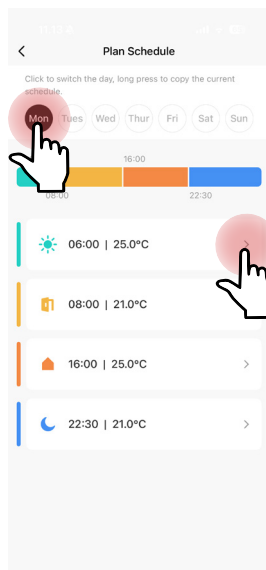 Plan Schedule
Click to switch the day, long press to copy the current
schedule.
Mon Tues Wed Thur Fri Sat Sun
16:00
08:00 22:30
06:00 | 25.0°C
08:00 | 21.0°C
16:00 | 25.0°C
22:30 | 21.0°C